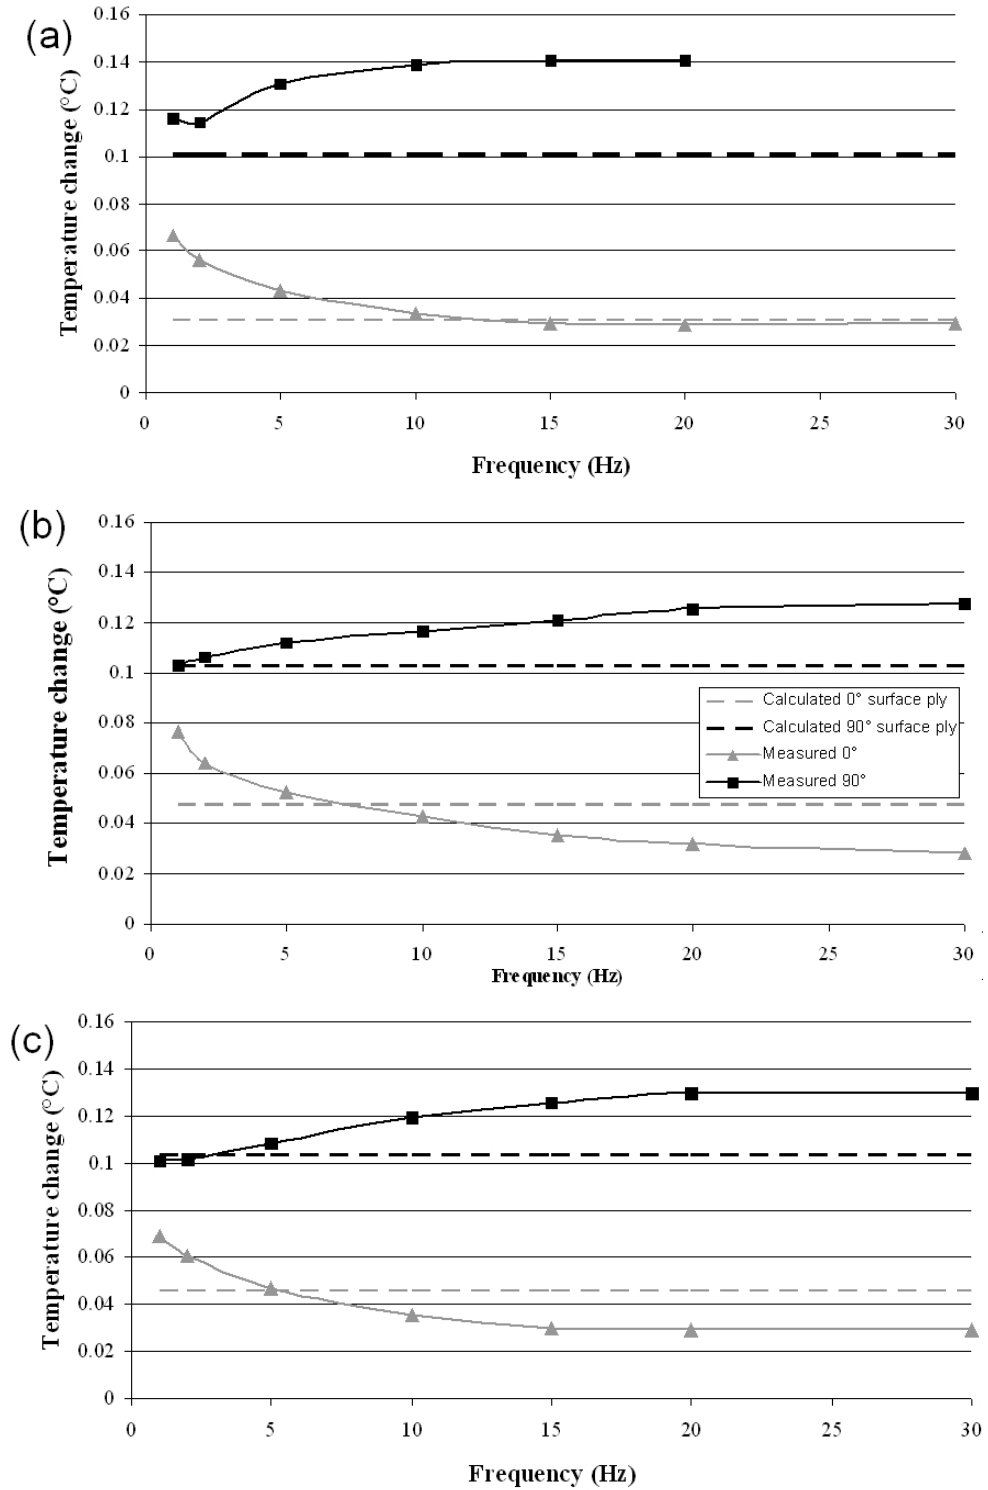 (a)
Temperature change (°C)
0.16
0.14
0.12
0.1
0.08
0.06
0.04
0.02
0
0 5 10 15 20 25 30
Frequency (Hz)
(b)
Temperature change (°C)
0.16
0.14
0.12
0.1
0.08
0.06
0.04
0.02
0
Calculated 0° surface ply
Calculated 90° surface ply
Measured 0°
Measured 90°
0 5 10 15 20 25 30
Frequency (Hz)
(c)
Temperature change (°C)
0.16
0.14
0.12
0.1
0.08
0.06
0.04
0.02
0
0 5 10 15 20 25 30
Frequency (Hz)